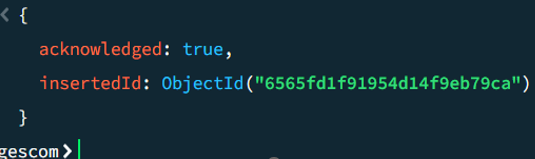 < {
acknowledged: true,
insertedId: ObjectId("6565fd1f91954d14f9eb79ca")
}
gescom>